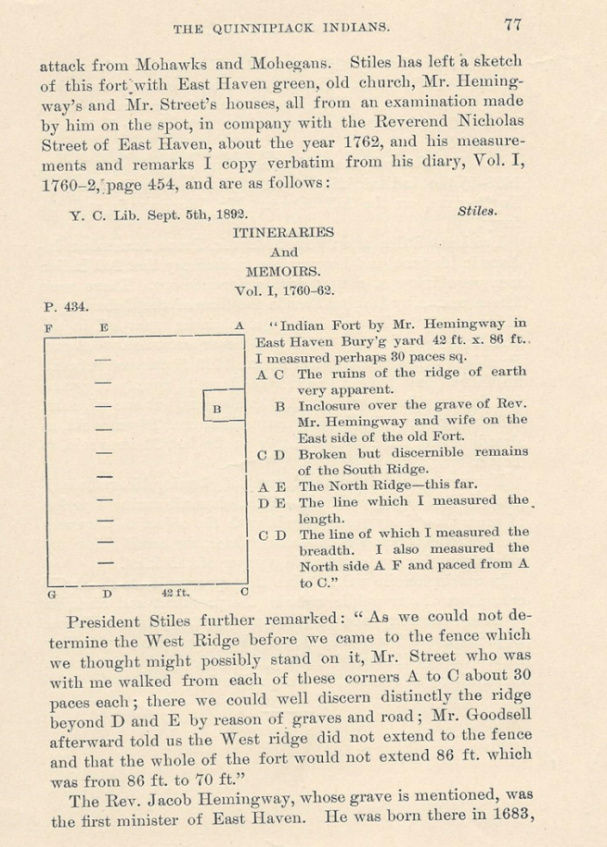 THE QUINNIPIACK INDIANS. 77
attack from Mohawks and Mohegans. Stiles has left a sketch
of this fort with East Haven green, old church, Mr. Heming-
way's and Mr. Street's houses, all from an examination made
by him on the spot, in company with the Reverend Nicholas
Street of East Haven, about the year 1762, and his measure-
ments and remarks I copy verbatim from his diary, Vol. I,
1760-2, page 454, and are as follows:
Y. C. Lib. Sept. 5th, 1892. Stiles.
ITINERARIES
And
MEMOIRS.
Vol. I, 1760-62.
P. 434.
F E A
B
G D 42 ft. C
"Indian Fort by Mr. Hemingway in
East Haven Bury'g yard 42 ft. x. 86 ft.
I measured perhaps 30 paces sq.
A C The ruins of the ridge of earth
very apparent.
B Inclosure over the grave of Rev.
Mr. Hemingway and wife on the
East side of the old Fort.
C D Broken but discernible remains
of the South Ridge.
A E The North Ridge—this far.
D E The line which I measured the
length.
C D The line of which I measured the
breadth. I also measured the
North side A F and paced from A
to C."
President Stiles further remarked: "As we could not de-
termine the West Ridge before we came to the fence which
we thought might possibly stand on it, Mr. Street who was
with me walked from each of these corners A to C about 30
paces each; there we could well discern distinctly the ridge
beyond D and E by reason of graves and road; Mr. Goodsell
afterward told us the West ridge did not extend to the fence
and that the whole of the fort would not extend 86 ft. which
was from 86 ft. to 70 ft."
The Rev. Jacob Hemingway, whose grave is mentioned, was
the first minister of East Haven. He was born there in 1683,